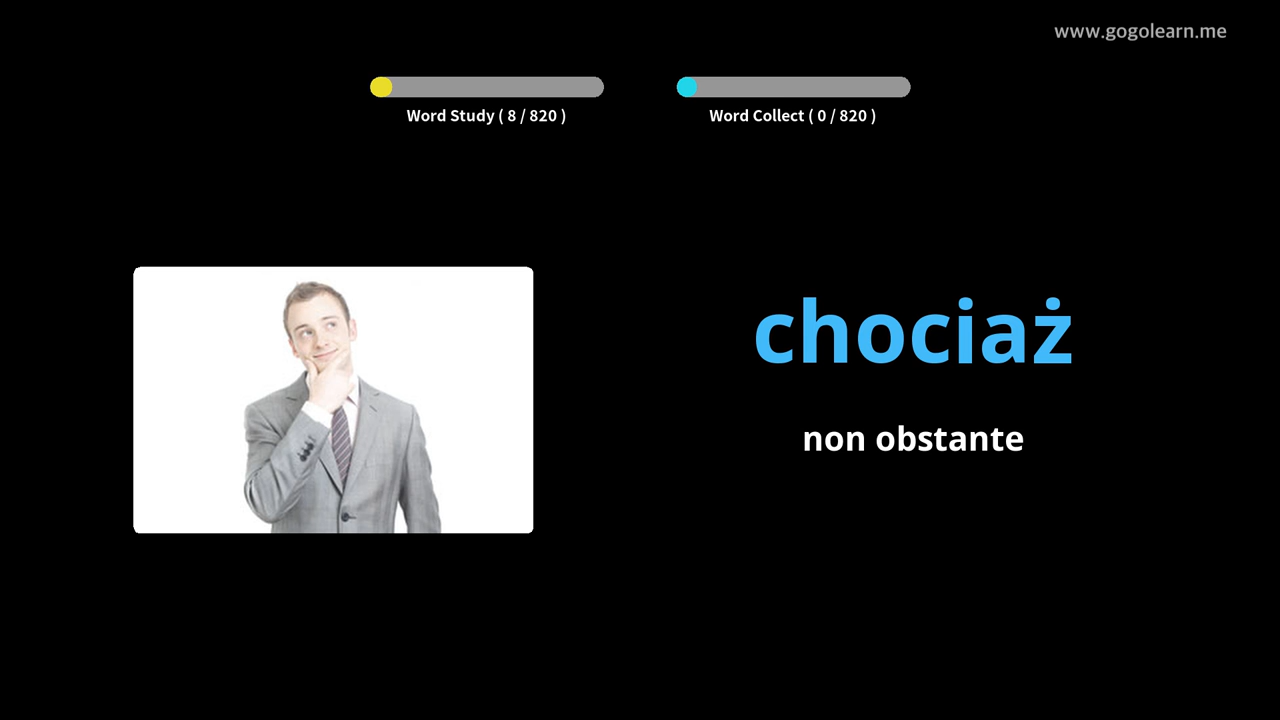 www.gogolearn.me
Word Study ( 8 / 820 )
Word Collect ( 0 / 820 )
chociaż
non obstante